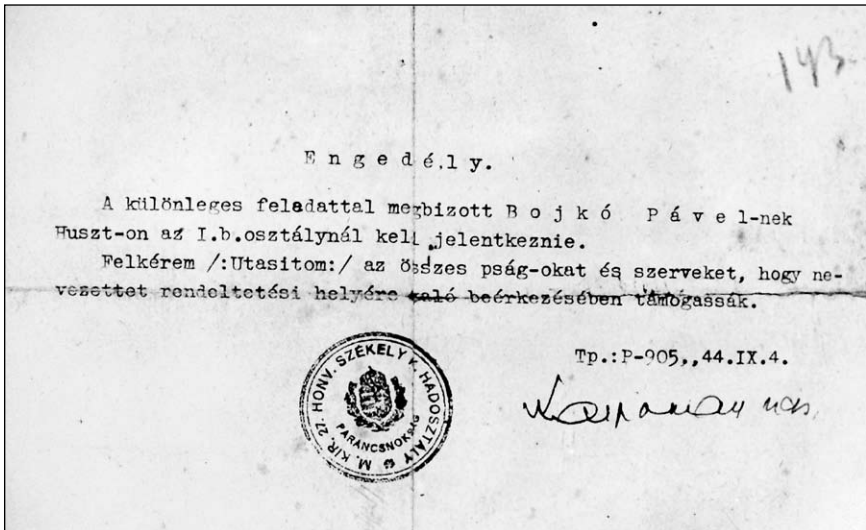 143
E n g e d é l y.
A különleges feladattal megbizott B o j k ó P á v e l-nek
Huszt-on az I.b.osztálynál kell jelentkeznie.
Felkérem /:Utasitom:/ az összes pság-okat és szerveket, hogy ne-
vezettet rendeltetési helyére való beérkezésében támogassák.
Tp.:P-905,,44.IX.4.
M. KIR. 27. HONV. SZÉKELY K. HADOSZTÁLY
PARANCSNOKSÁG